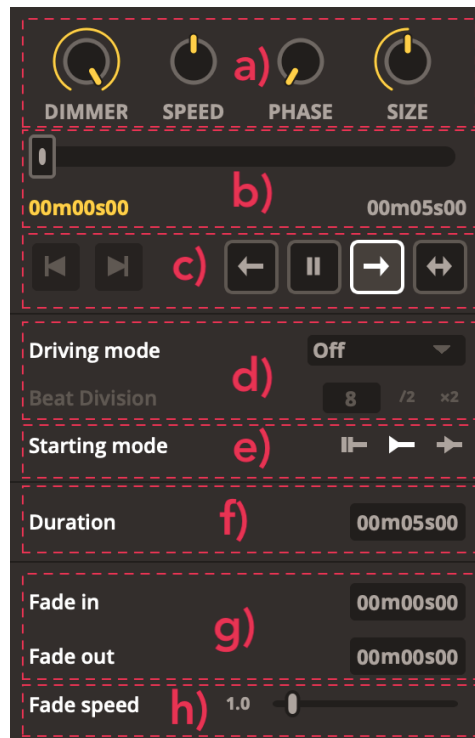 a)
DIMMER SPEED PHASE SIZE
b)
00m00s00 00m05s00
c)
Driving mode Off
d)
Beat Division 8 /2 ×2
Starting mode e)
Duration f) 00m05s00
Fade in 00m00s00
g)
Fade out 00m00s00
Fade speed h) 1.0